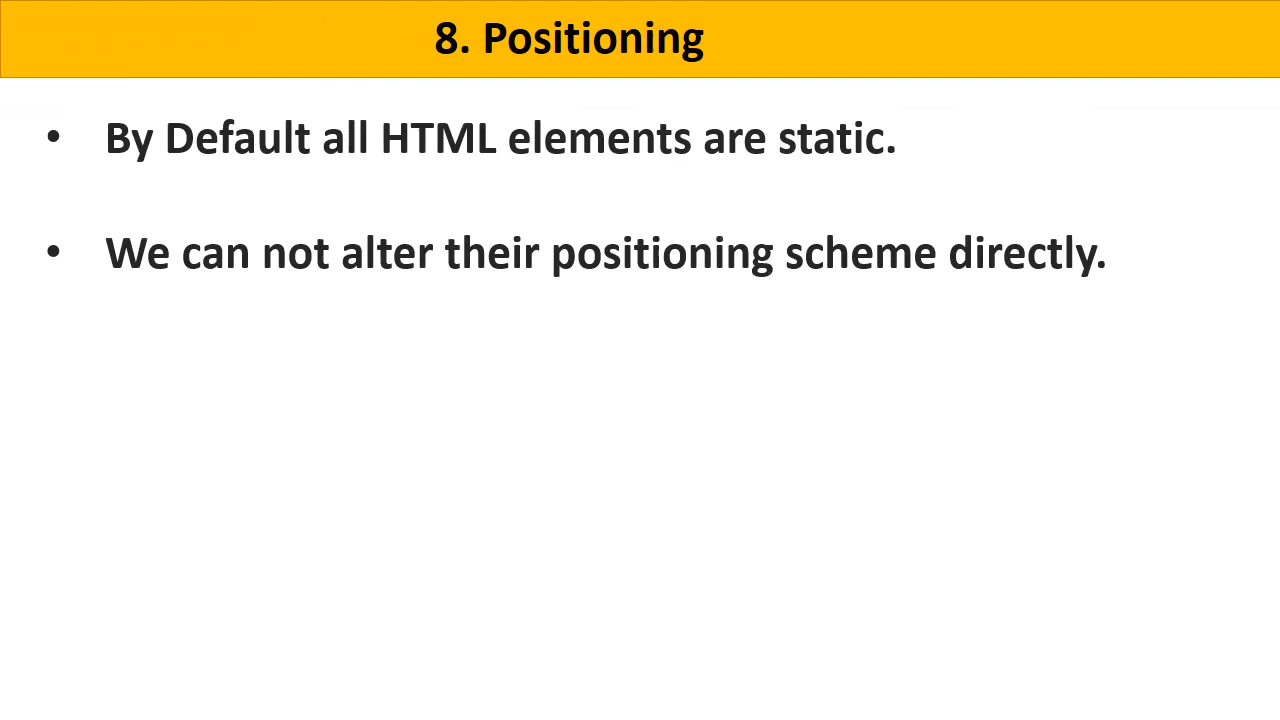 8. Positioning
• By Default all HTML elements are static.
• We can not alter their positioning scheme directly.